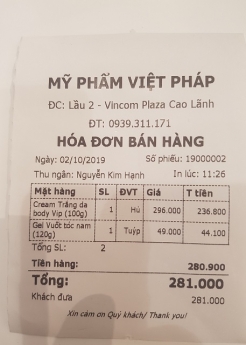 MỸ PHẨM VIỆT PHÁP
ĐC: Lầu 2 - Vincom Plaza Cao Lãnh
ĐT: 0939.311.171
HÓA ĐƠN BÁN HÀNG
Ngày: 02/10/2019 Số phiếu: 19000002
Thu ngân: Nguyễn Kim Hạnh In lúc: 11:26
Mặt hàng SL ĐVT Giá T tiền
Cream Trắng da
body Vip (100g) 1 Hủ 296.000 236.800
Gel Vuốt tóc nam
(120g) 1 Tuýp 49.000 44.100
Tổng SL: 2
Tiền hàng: 280.900
Tổng: 281.000
Khách đưa 281.000
Xin cảm ơn Quý khách/ Thank you!